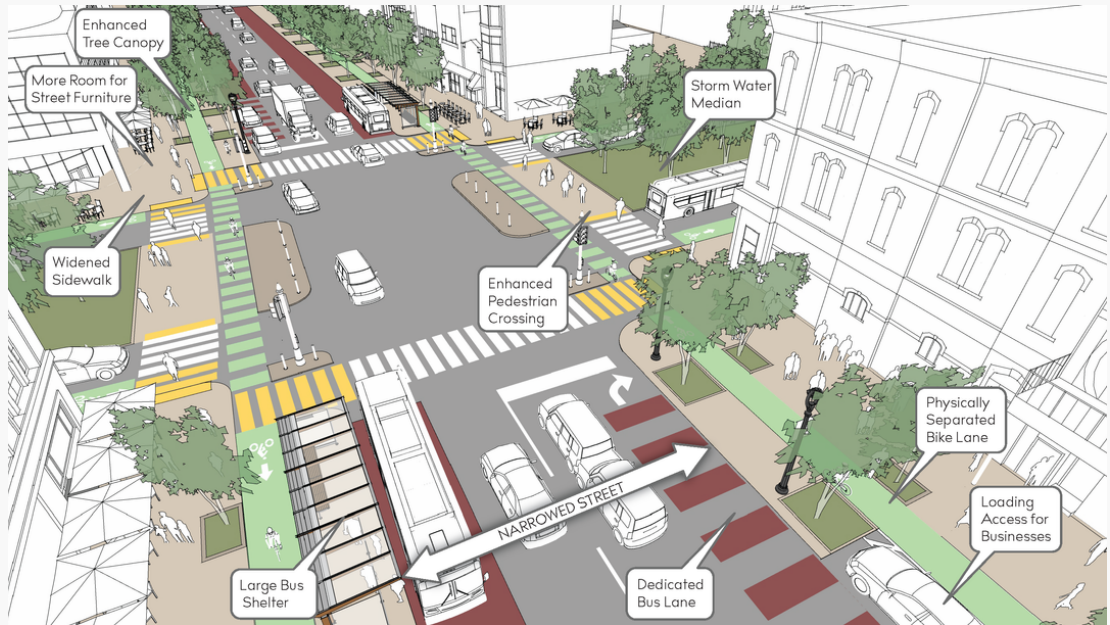 Enhanced
Tree Canopy
More Room for
Street Furniture
Storm Water
Median
Widened
Sidewalk
Enhanced
Pedestrian
Crossing
Physically
Separated
Bike Lane
NARROWED STREET
Loading
Access for
Businesses
Large Bus
Shelter
Dedicated
Bus Lane